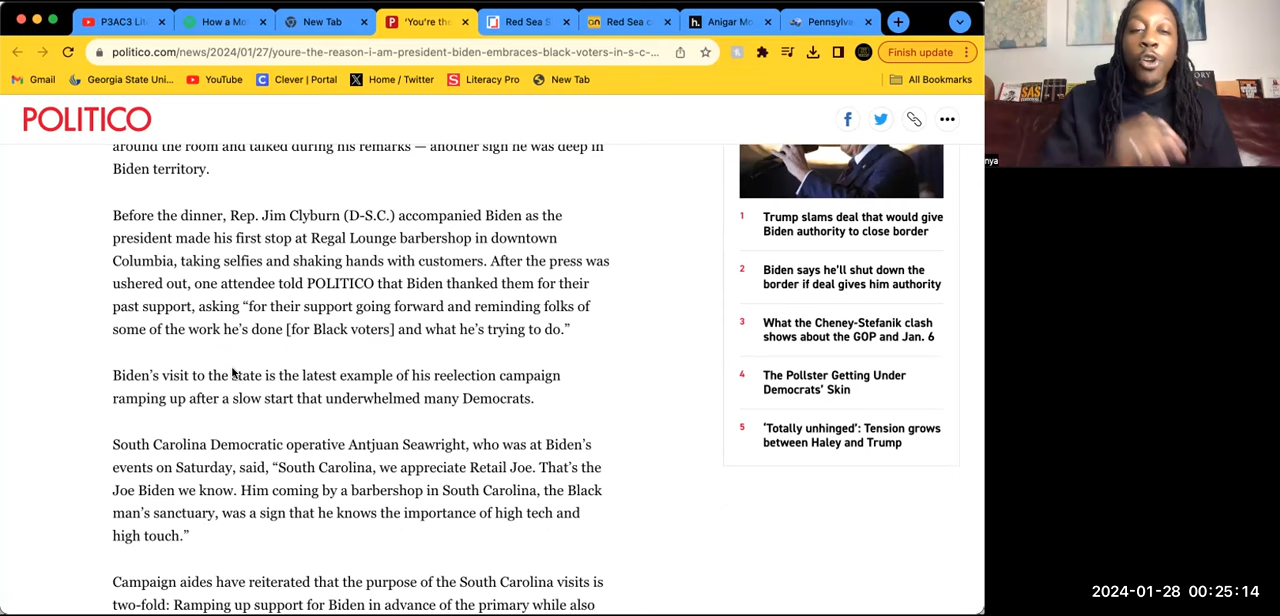 P3AC3 Lit
How a Mo
New Tab
'You're the
Red Sea S
Red Sea c
Anigar Mo
Pennsylva
politico.com/news/2024/01/27/youre-the-reason-i-am-president-biden-embraces-black-voters-in-s-c-...
Finish update
Gmail
Georgia State Uni...
YouTube
Clever | Portal
Home / Twitter
Literacy Pro
New Tab
All Bookmarks
POLITICO
around the room and talked during his remarks — another sign he was deep in
Biden territory.
Before the dinner, Rep. Jim Clyburn (D-S.C.) accompanied Biden as the
president made his first stop at Regal Lounge barbershop in downtown
Columbia, taking selfies and shaking hands with customers. After the press was
ushered out, one attendee told POLITICO that Biden thanked them for their
past support, asking “for their support going forward and reminding folks of
some of the work he’s done [for Black voters] and what he’s trying to do.”
Biden’s visit to the state is the latest example of his reelection campaign
ramping up after a slow start that underwhelmed many Democrats.
South Carolina Democratic operative Antjuan Seawright, who was at Biden’s
events on Saturday, said, “South Carolina, we appreciate Retail Joe. That’s the
Joe Biden we know. Him coming by a barbershop in South Carolina, the Black
man’s sanctuary, was a sign that he knows the importance of high tech and
high touch.”
Campaign aides have reiterated that the purpose of the South Carolina visits is
two-fold: Ramping up support for Biden in advance of the primary while also
1 Trump slams deal that would give
Biden authority to close border
2 Biden says he’ll shut down the
border if deal gives him authority
3 What the Cheney-Stefanik clash
shows about the GOP and Jan. 6
4 The Pollster Getting Under
Democrats’ Skin
5 ‘Totally unhinged’: Tension grows
between Haley and Trump
SAS
nya
2024-01-28 00:25:14